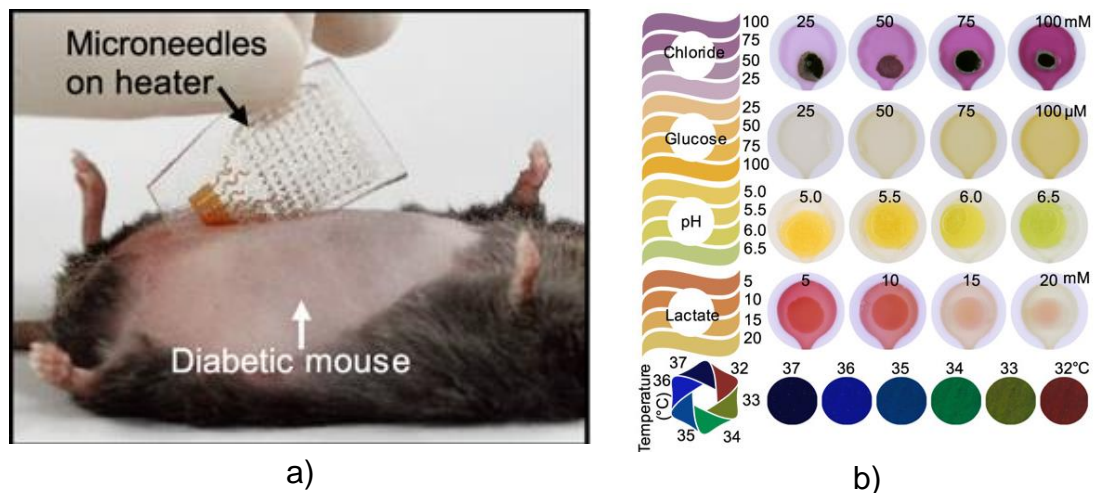 Microneedles
on heater
Diabetic mouse
a)
100
75
50
25
Chloride
25 50 75 100 mM
25
50
75
100
Glucose
25 50 75 100 µM
5.0
5.5
6.0
6.5
pH
5.0 5.5 6.0 6.5
5
10
15
20
Lactate
5 10 15 20 mM
Temperature
(°C)
37 32
36 33
35 34
37 36 35 34 33 32°C
b)